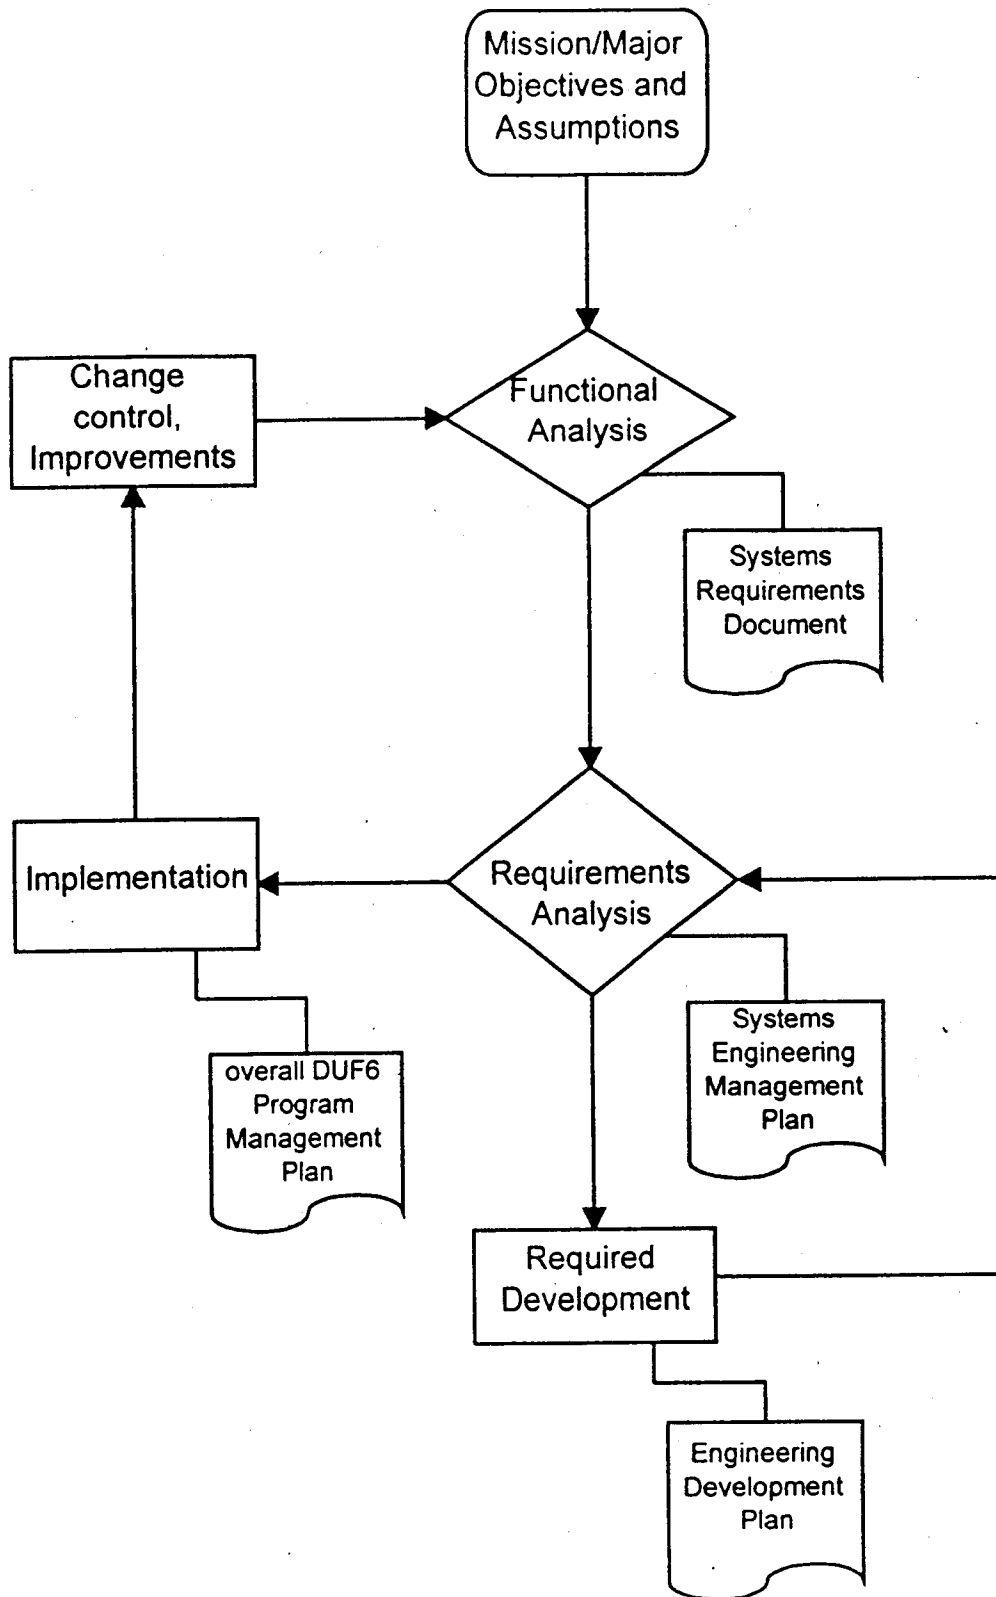 Mission/Major
Objectives and
Assumptions
Change
control,
Improvements
Functional
Analysis
Systems
Requirements
Document
Implementation
Requirements
Analysis
overall DUF6
Program
Management
Plan
Systems
Engineering
Management
Plan
Required
Development
Engineering
Development
Plan